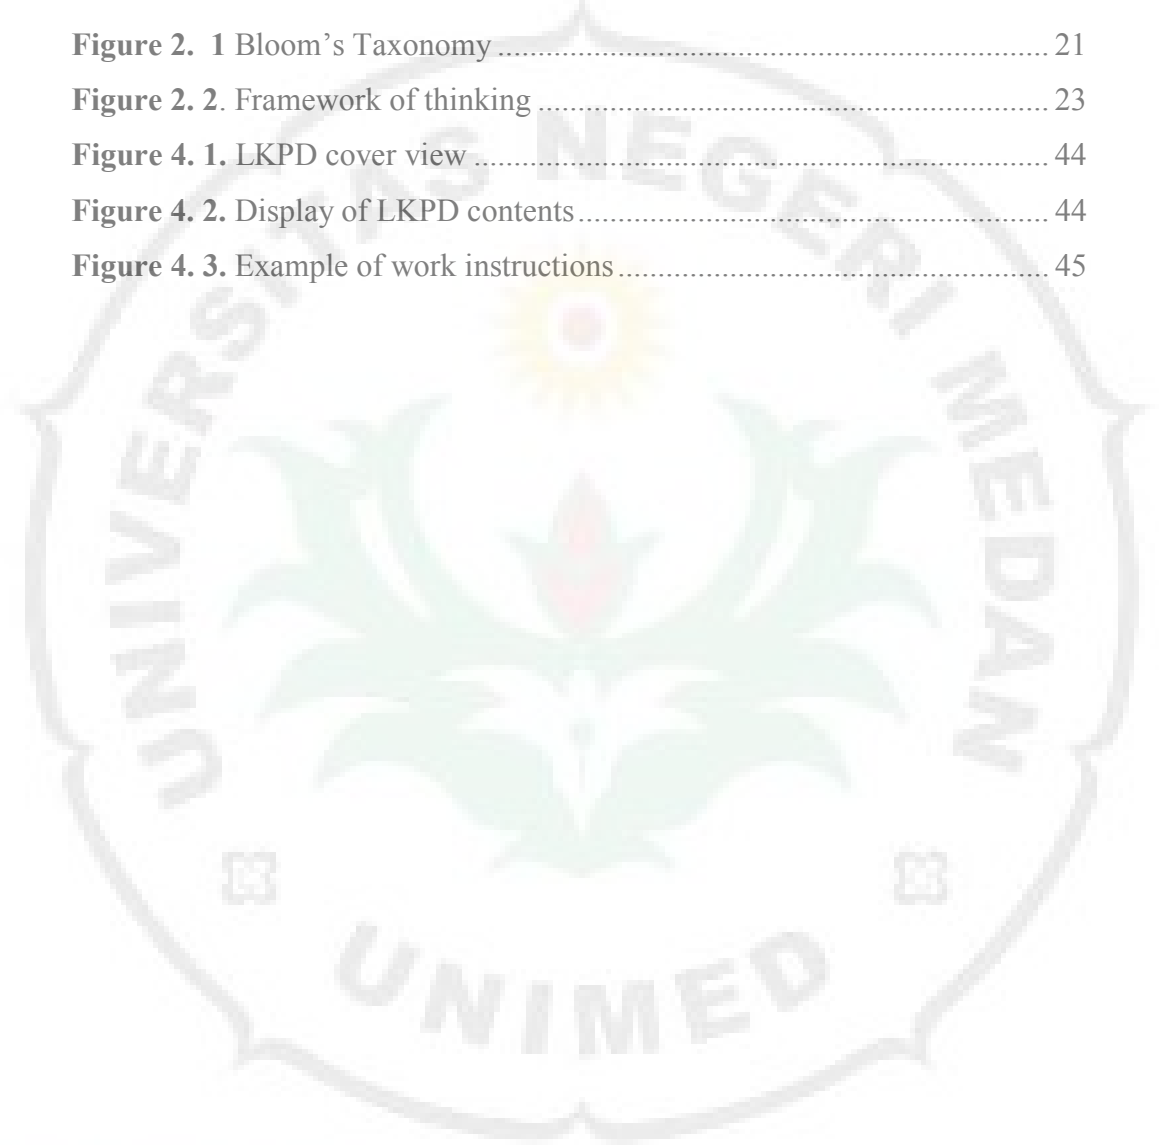 Figure 2.  1 Bloom’s Taxonomy ........................................................................ 21
Figure 2. 2. Framework of thinking .................................................................. 23
Figure 4. 1. LKPD cover view .......................................................................... 44
Figure 4. 2. Display of LKPD contents ............................................................. 44
Figure 4. 3. Example of work instructions ........................................................ 45
UNIVERSITAS NEGERI MEDAN
UNIMED